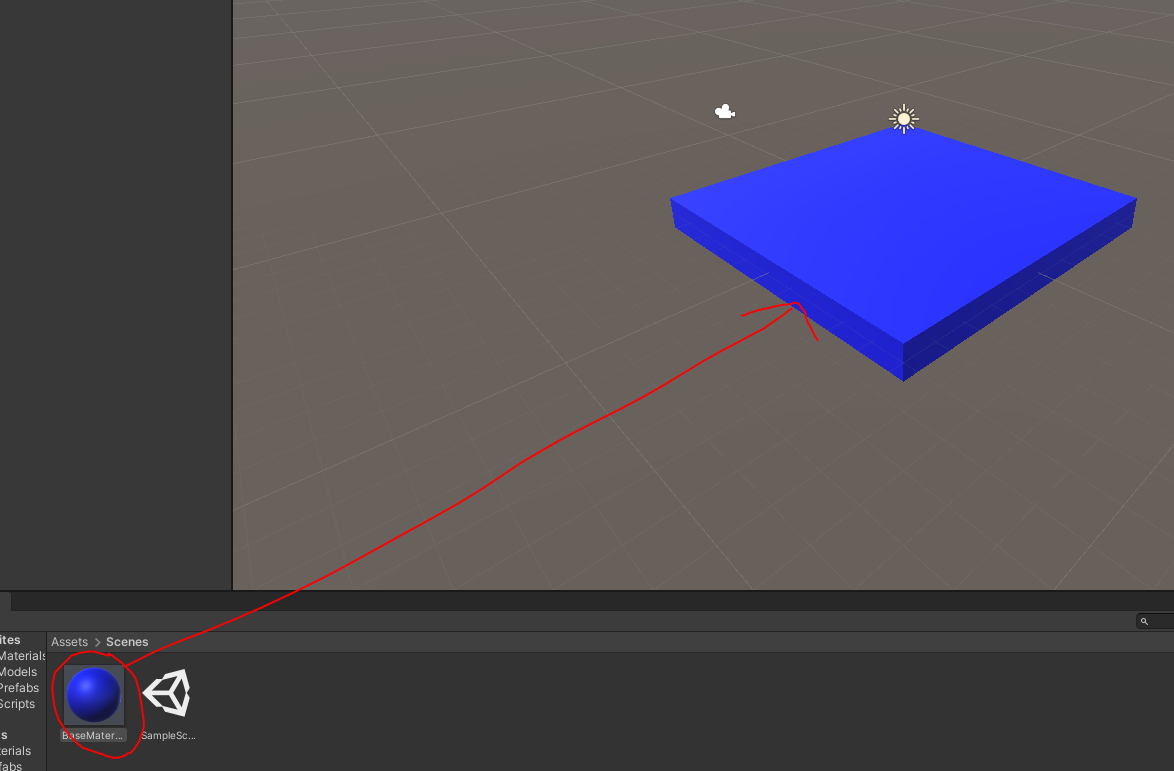 ites
Materials
Models
Prefabs
Scripts
s
terials
fabs
Assets > Scenes
BaseMater...
SampleSc...